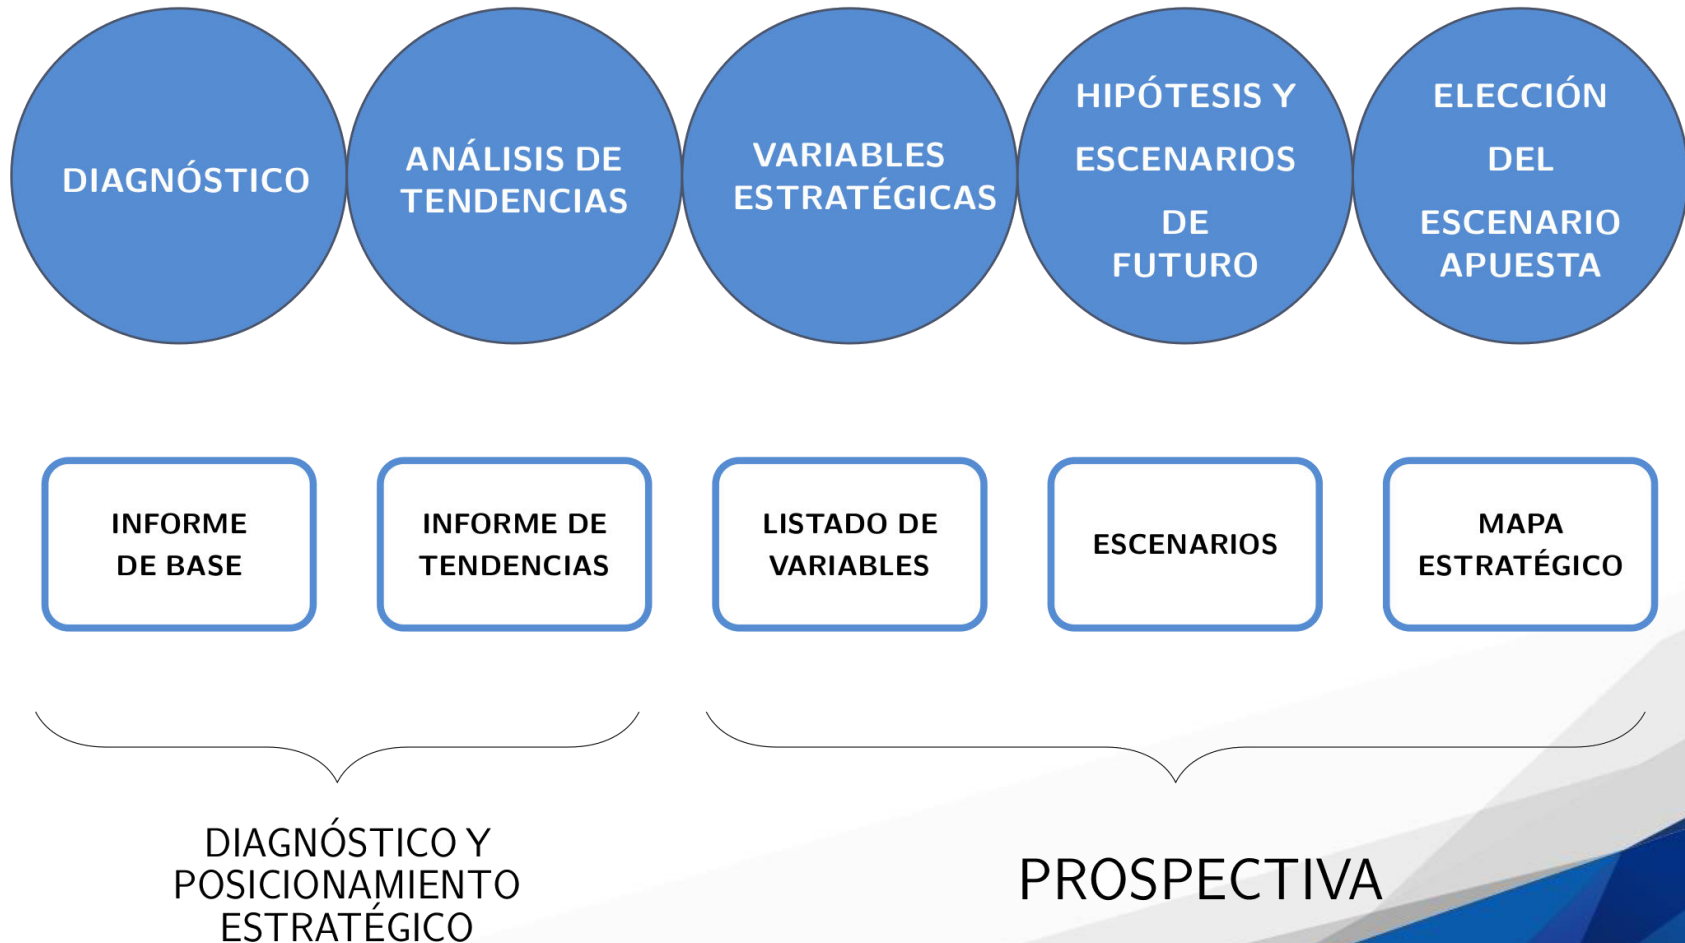 DIAGNÓSTICO
ANÁLISIS DE
TENDENCIAS
VARIABLES
ESTRATÉGICAS
HIPÓTESIS Y
ESCENARIOS
DE
FUTURO
ELECCIÓN
DEL
ESCENARIO
APUESTA
INFORME
DE BASE
INFORME DE
TENDENCIAS
LISTADO DE
VARIABLES
ESCENARIOS
MAPA
ESTRATÉGICO
DIAGNÓSTICO Y
POSICIONAMIENTO
ESTRATÉGICO
PROSPECTIVA